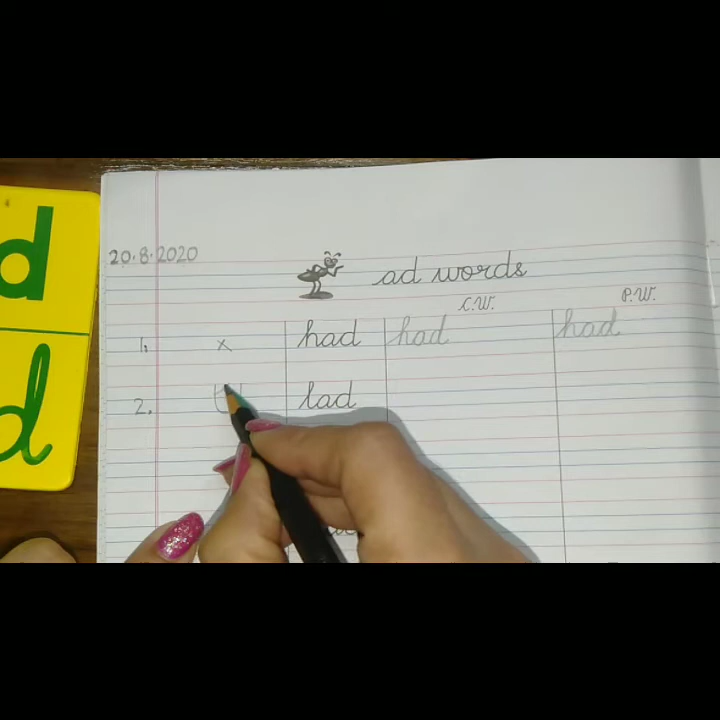 d
d
20.8.2020
ad words
C.W.
P.W.
1. × had had had
2. lad